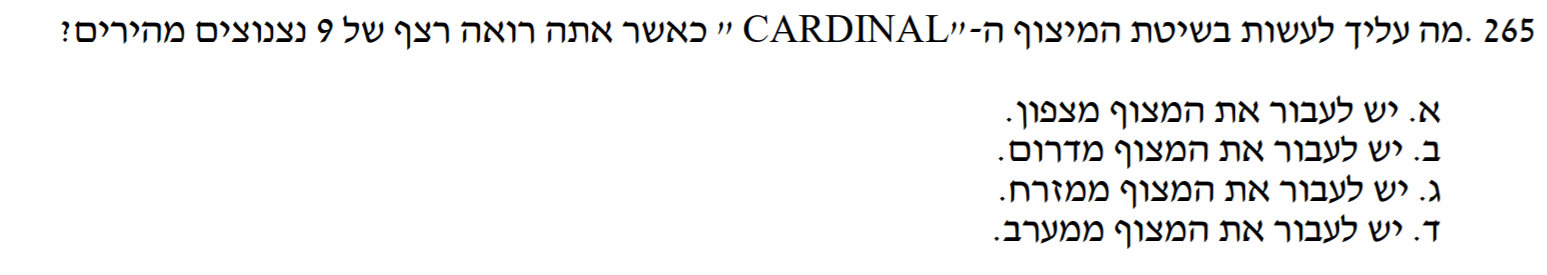 265 .מה עליך לעשות בשיטת המיצוף ה-"CARDINAL " כאשר אתה רואה רצף של 9 נצנוצים מהירים?
א. יש לעבור את המצוף מצפון.
ב. יש לעבור את המצוף מדרום.
ג. יש לעבור את המצוף ממזרח.
ד. יש לעבור את המצוף ממערב.